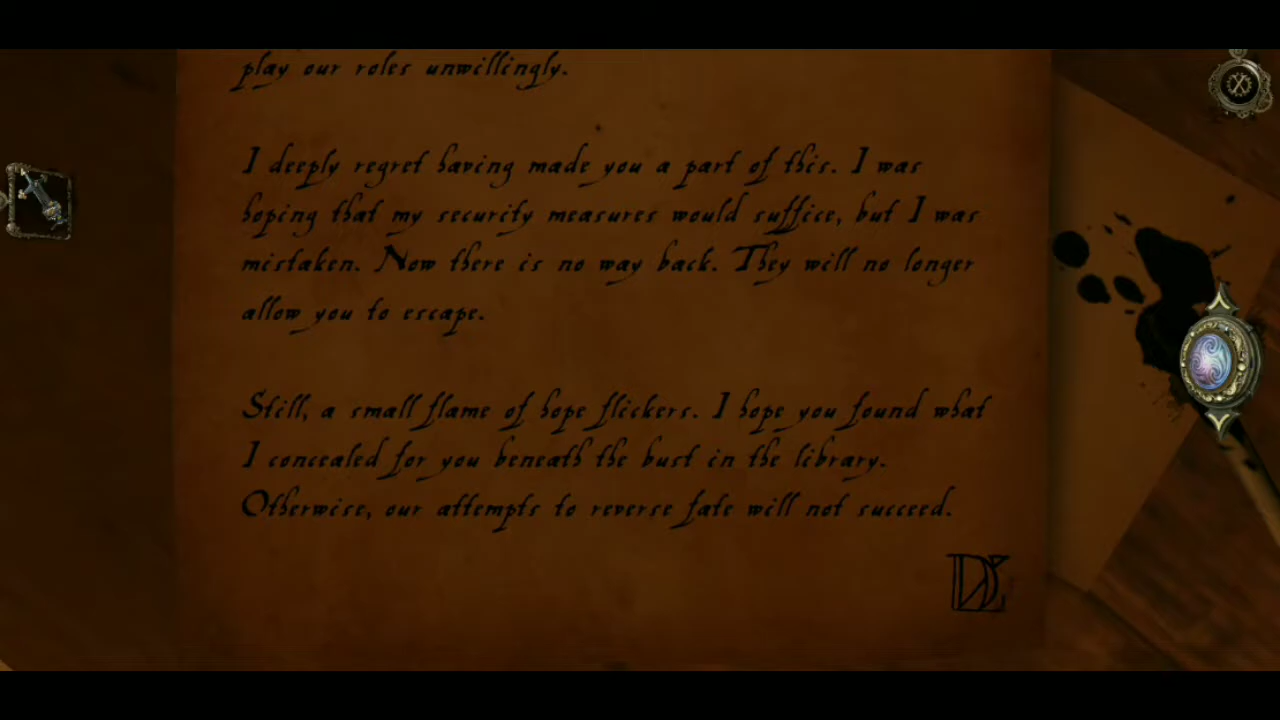 play our roles unwillingly.
I deeply regret having made you a part of this. I was
hoping that my security measures would suffice, but I was
mistaken. Now there is no way back. They will no longer
allow you to escape.
Still, a small flame of hope flickers. I hope you found what
I concealed for you beneath the bust in the library.
Otherwise, our attempts to reverse fate will not succeed.